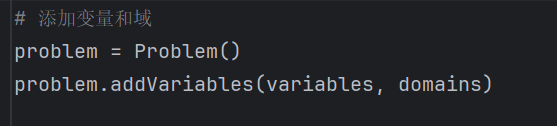 # 添加变量和域
problem = Problem()
problem.addVariables(variables, domains)